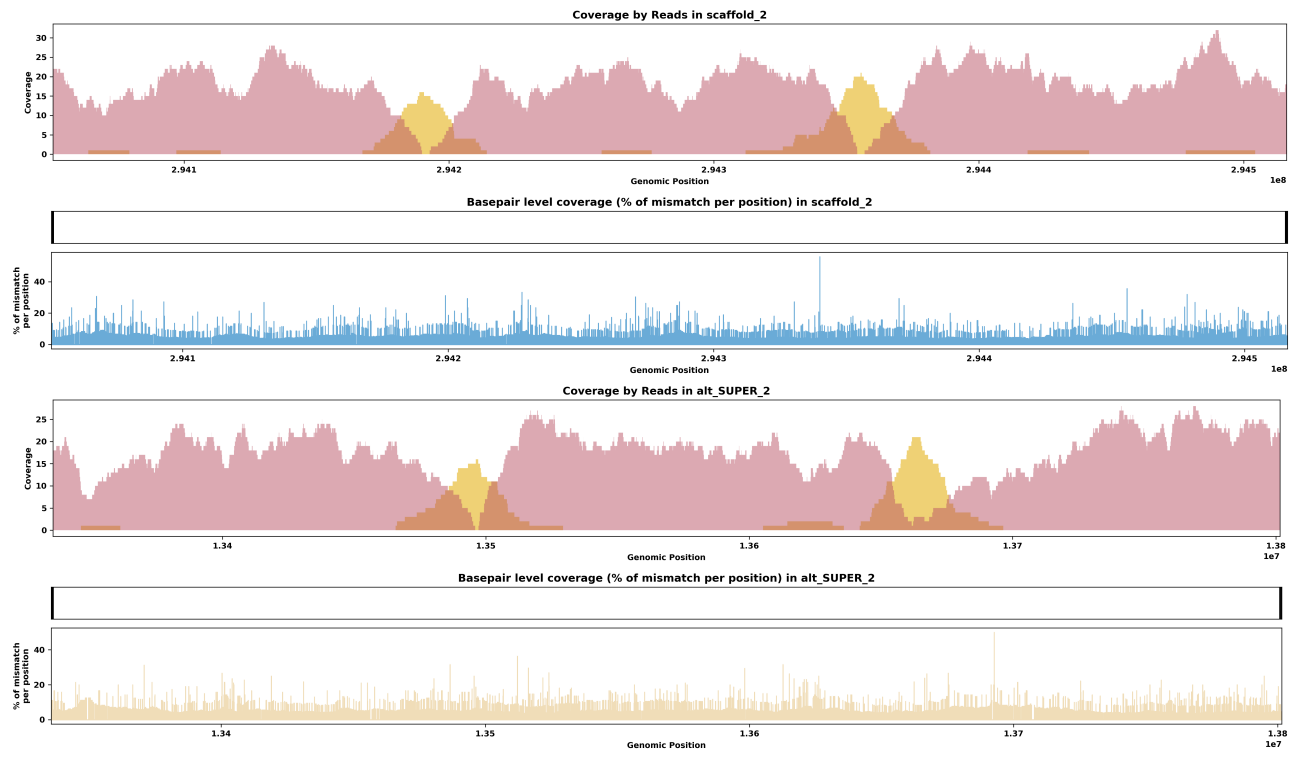 Coverage by Reads in scaffold_2
Coverage
30
25
20
15
10
5
0
2.941
2.942
2.943
2.944
2.945
Genomic Position
1e8
Basepair level coverage (% of mismatch per position) in scaffold_2
% of mismatch
per position
40
20
0
2.941
2.942
2.943
2.944
2.945
Genomic Position
1e8
Coverage by Reads in alt_SUPER_2
Coverage
25
20
15
10
5
0
1.34
1.35
1.36
1.37
1.38
Genomic Position
1e7
Basepair level coverage (% of mismatch per position) in alt_SUPER_2
% of mismatch
per position
40
20
0
1.34
1.35
1.36
1.37
1.38
Genomic Position
1e7